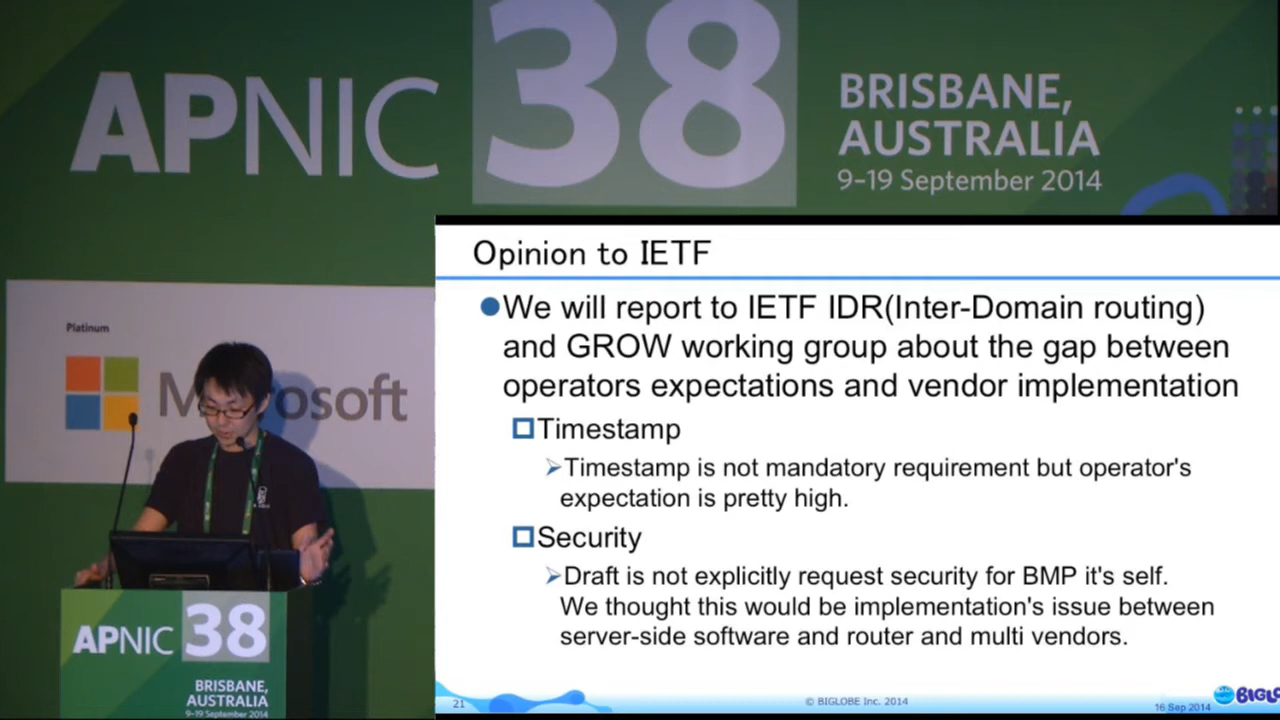 APNIC 38
BRISBANE,
AUSTRALIA
9–19 September 2014
Platinum
Microsoft
APNIC 38
BRISBANE,
AUSTRALIA
9-19 September 2014
Opinion to IETF
We will report to IETF IDR(Inter-Domain routing)
and GROW working group about the gap between
operators expectations and vendor implementation
Timestamp
Timestamp is not mandatory requirement but operator's
expectation is pretty high.
Security
Draft is not explicitly request security for BMP it's self.
We thought this would be implementation's issue between
server-side software and router and multi vendors.
21
© BIGLOBE Inc. 2014
16 Sep 2014
BIGLO